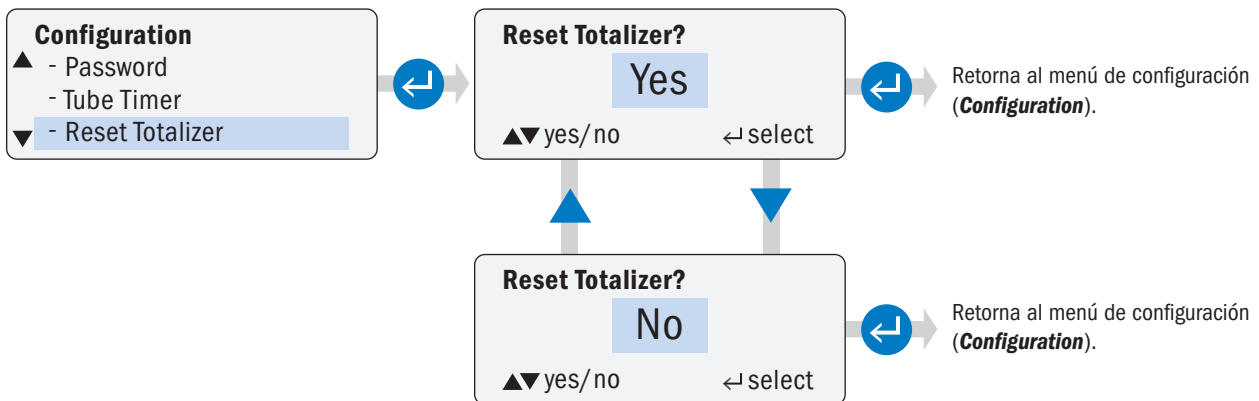 Configuration
- Password
- Tube Timer
- Reset Totalizer
Reset Totalizer?
Yes
▲▼ yes/no ↵ select
Retorna al menú de configuración
(Configuration).
Reset Totalizer?
No
▲▼ yes/no ↵ select
Retorna al menú de configuración
(Configuration).